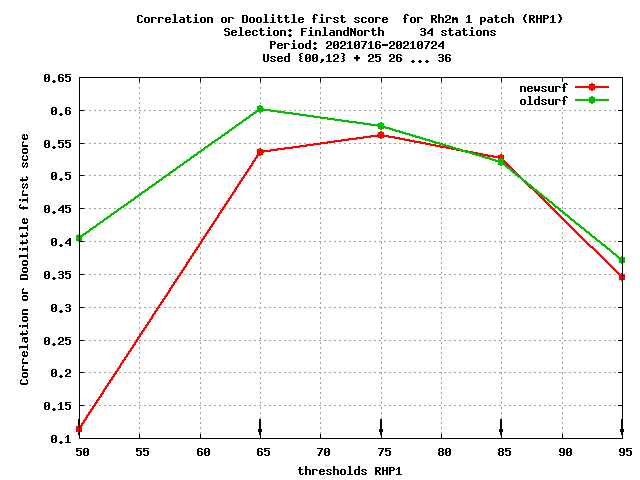 Correlation or Doolittle first score  for Rh2m 1 patch (RHP1)
Selection: FinlandNorth     34 stations
Period: 20210716-20210724
Used {00,12} + 25 26 ... 36
newsurf
oldsurf
Correlation or Doolittle first score
0.65
0.6
0.55
0.5
0.45
0.4
0.35
0.3
0.25
0.2
0.15
0.1
50 55 60 65 70 75 80 85 90 95
thresholds RHP1